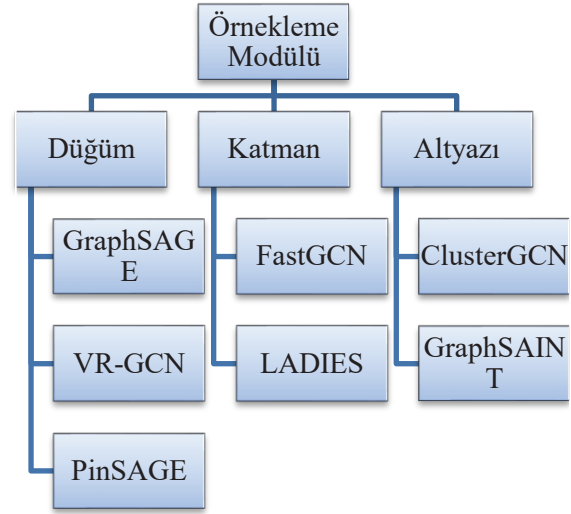 Örnekleme
Modülü
Düğüm
Katman
Altyazı
GraphSAG
E
FastGCN
ClusterGCN
VR-GCN
LADIES
GraphSAIN
T
PinSAGE